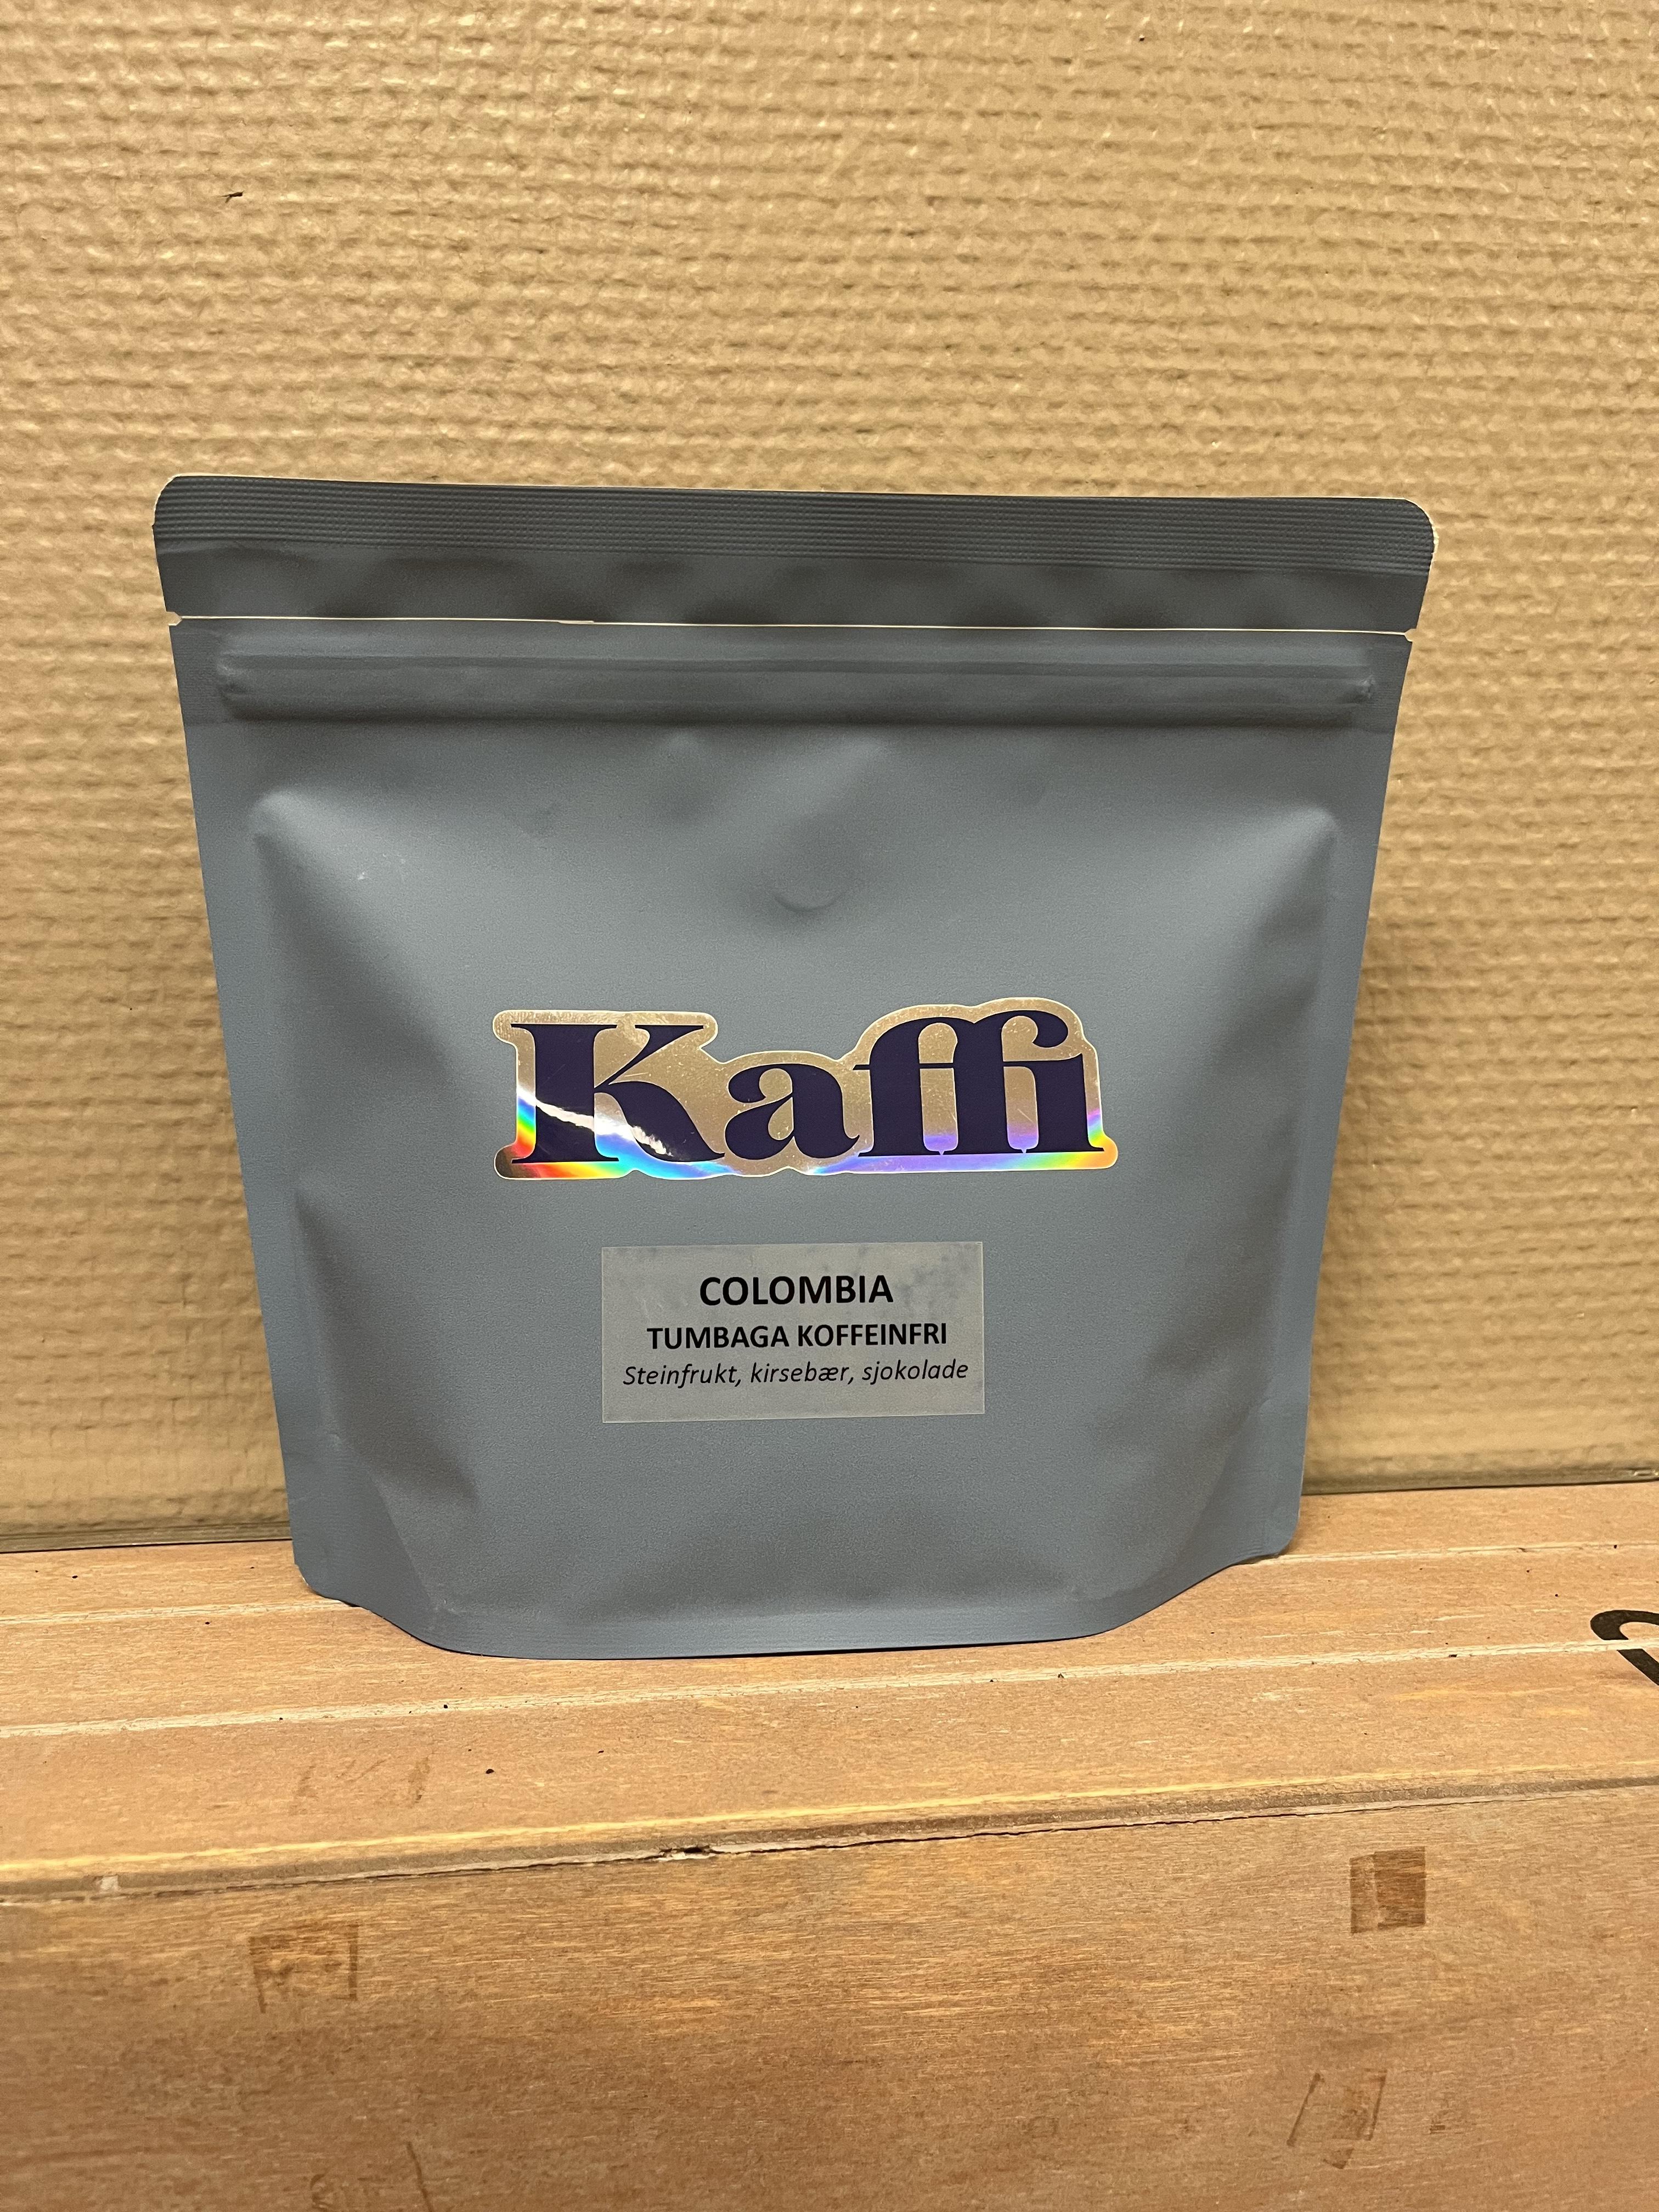 Kaffi
COLOMBIA
TUMBAGA KOFFEINFRI
Steinfrukt, kirsebær, sjokolade